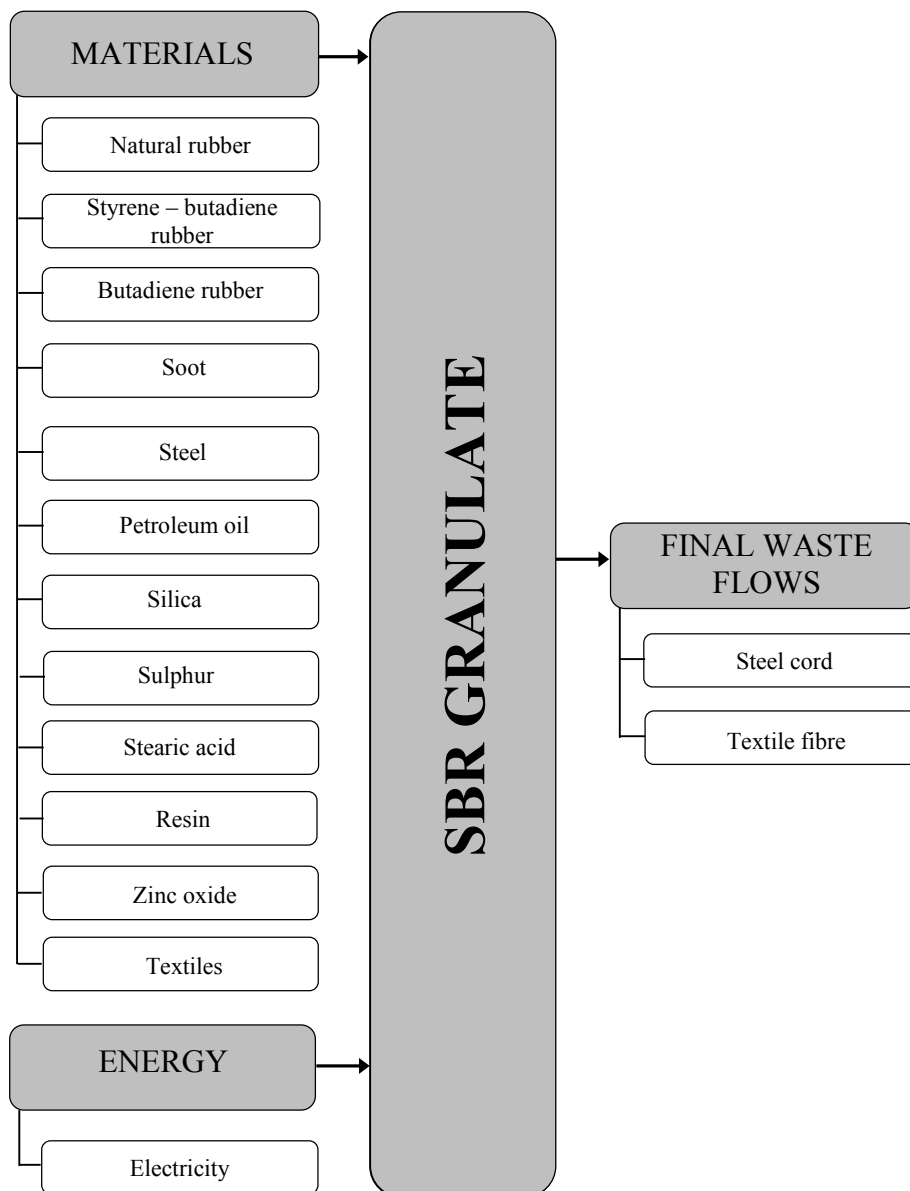 MATERIALS
Natural rubber
Styrene – butadiene
rubber
Butadiene rubber
Soot
Steel
Petroleum oil
Silica
Sulphur
Stearic acid
Resin
Zinc oxide
Textiles
ENERGY
Electricity
SBR GRANULATE
FINAL WASTE
FLOWS
Steel cord
Textile fibre